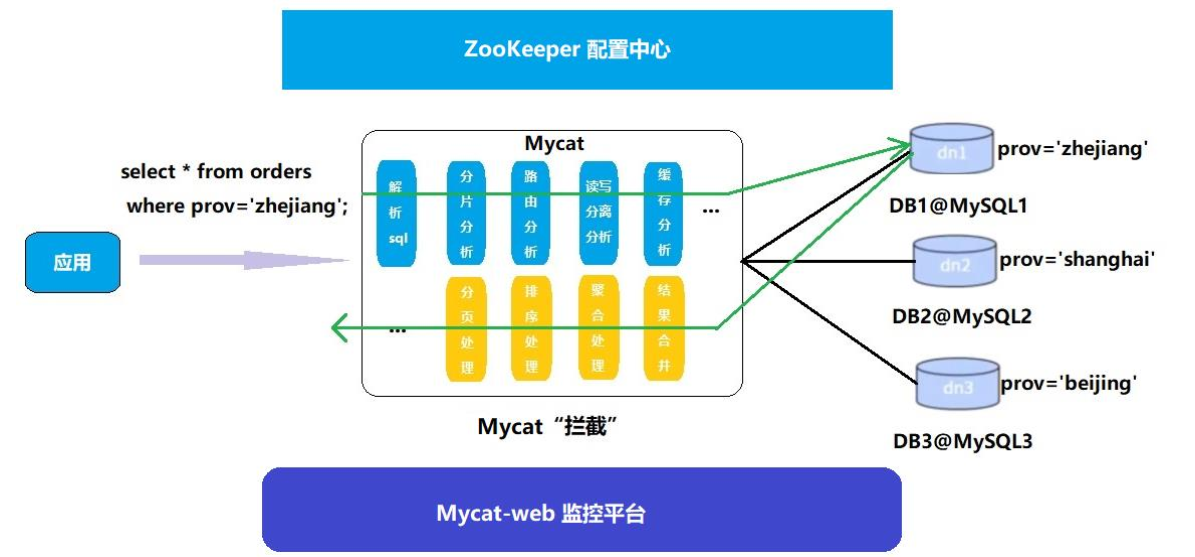 ZooKeeper 配置中心
select * from orders
where prov='zhejiang';
应用
Mycat
解析sql
分片分析
路由分析
读写分离分析
缓存分析
...
...
分页处理
排序处理
聚合处理
结果合并
Mycat“拦截”
dn1
prov='zhejiang'
DB1@MySQL1
dn2
prov='shanghai'
DB2@MySQL2
dn3
prov='beijing'
DB3@MySQL3
Mycat-web 监控平台